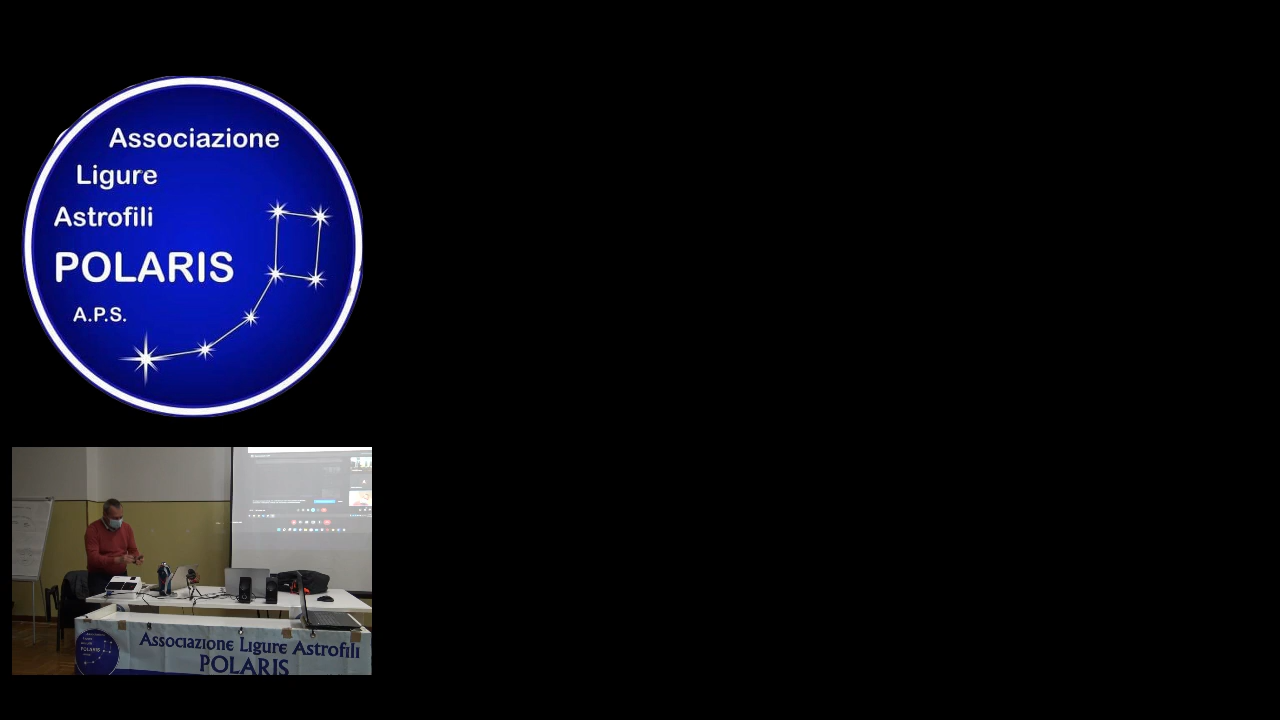 Associazione
Ligure
Astrofili
POLARIS
A.P.S.
Associazione Ligure Astrofili
POLARIS